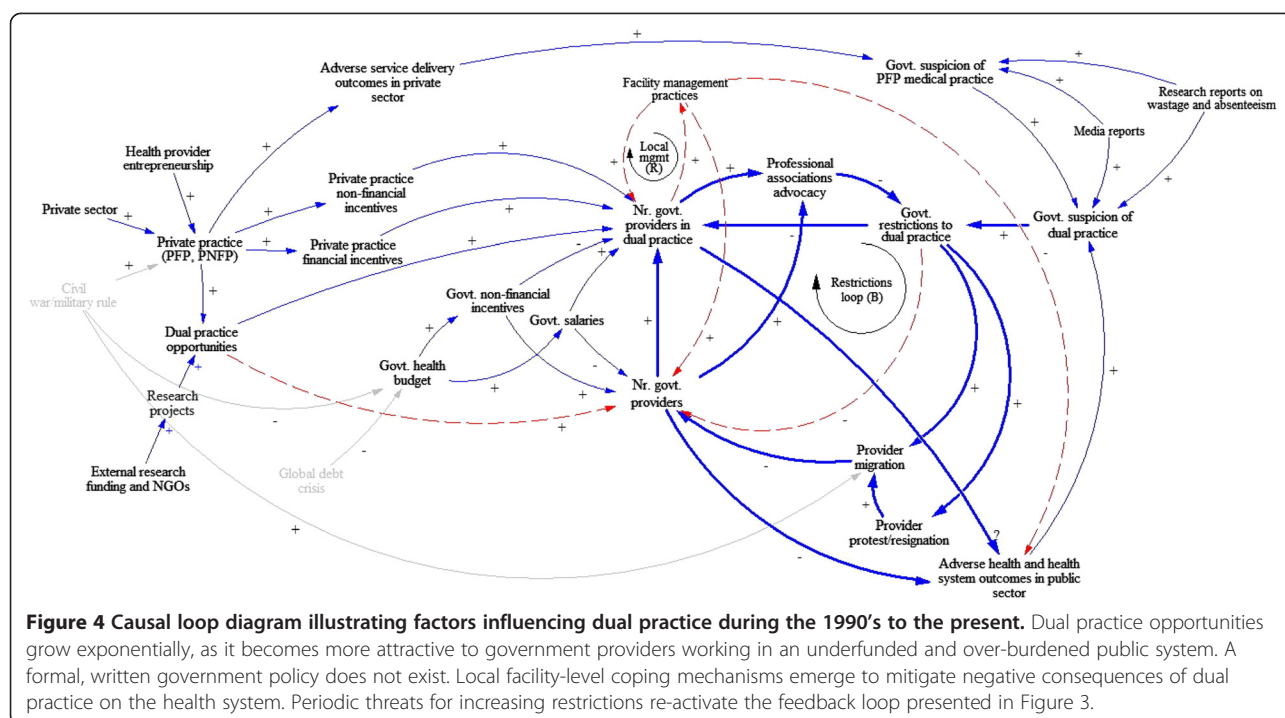 Adverse service delivery
outcomes in private
sector
+
Govt. suspicion of
PFP medical practice
+
Facility management
practices
+
Research reports on
wastage and absenteeism
+
Media reports
+
Health provider
entrepreneurship
+
+
Local
mgmt
(R)
+
+
+
Professional
associations
advocacy
-
+
+
+
Private practice
non-financial
incentives
+
Private sector
+
+
Nr. govt.
providers in
dual practice
Govt.
restrictions to
dual practice
Govt. suspicion of
dual practice
-
+
-
Private practice
(PFP, PNFP)
+
+
Private practice
financial incentives
+
-
+
-
-
Civil
war/military rule
+
+
Restrictions
loop (B)
Govt. non-financial
incentives
Govt. salaries
+
+
Dual practice
opportunities
+
Govt. health
budget
+
-
+
+
+
Nr. govt.
providers
-
+
+
+
+
Research
projects
-
+
-
Provider
migration
-
External research
funding and NGOs
Global debt
crisis
+
+
Provider
protest/resignation
?
-
Adverse health and health
system outcomes in public
sector
Figure 4 Causal loop diagram illustrating factors influencing dual practice during the 1990's to the present. Dual practice opportunities
grow exponentially, as it becomes more attractive to government providers working in an underfunded and over-burdened public system. A
formal, written government policy does not exist. Local facility-level coping mechanisms emerge to mitigate negative consequences of dual
practice on the health system. Periodic threats for increasing restrictions re-activate the feedback loop presented in Figure 3.